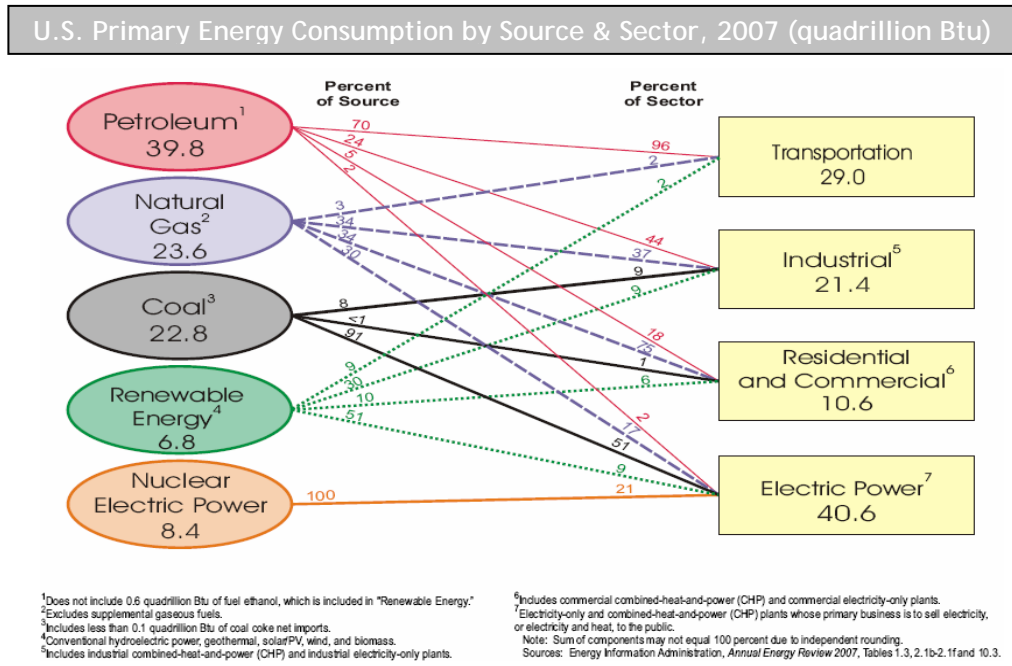 U.S. Primary Energy Consumption by Source & Sector, 2007 (quadrillion Btu)
Percent
of Source
Percent
of Sector
Petroleum1
39.8
Natural
Gas2
23.6
Coal3
22.8
Renewable
Energy4
6.8
Nuclear
Electric Power
8.4
70
24
5
2
3
34
34
30
8
<1
91
9
30
10
51
100
96
2
2
44
37
9
9
18
75
1
6
2
17
51
9
21
Transportation
29.0
Industrial5
21.4
Residential
and Commercial6
10.6
Electric Power7
40.6
1Does not include 0.6 quadrillion Btu of fuel ethanol, which is included in "Renewable Energy."
2Excludes supplemental gaseous fuels.
3Includes less than 0.1 quadrillion Btu of coal coke net imports.
4Conventional hydroelectric power, geothermal, solar/PV, wind, and biomass.
5Includes industrial combined-heat-and-power (CHP) and industrial electricity-only plants.
6Includes commercial combined-heat-and-power (CHP) and commercial electricity-only plants.
7Electricity-only and combined-heat-and-power (CHP) plants whose primary business is to sell electricity,
or electricity and heat, to the public.
Note: Sum of components may not equal 100 percent due to independent rounding.
Sources: Energy Information Administration, Annual Energy Review 2007, Tables 1.3, 2.1b-2.1f and 10.3.